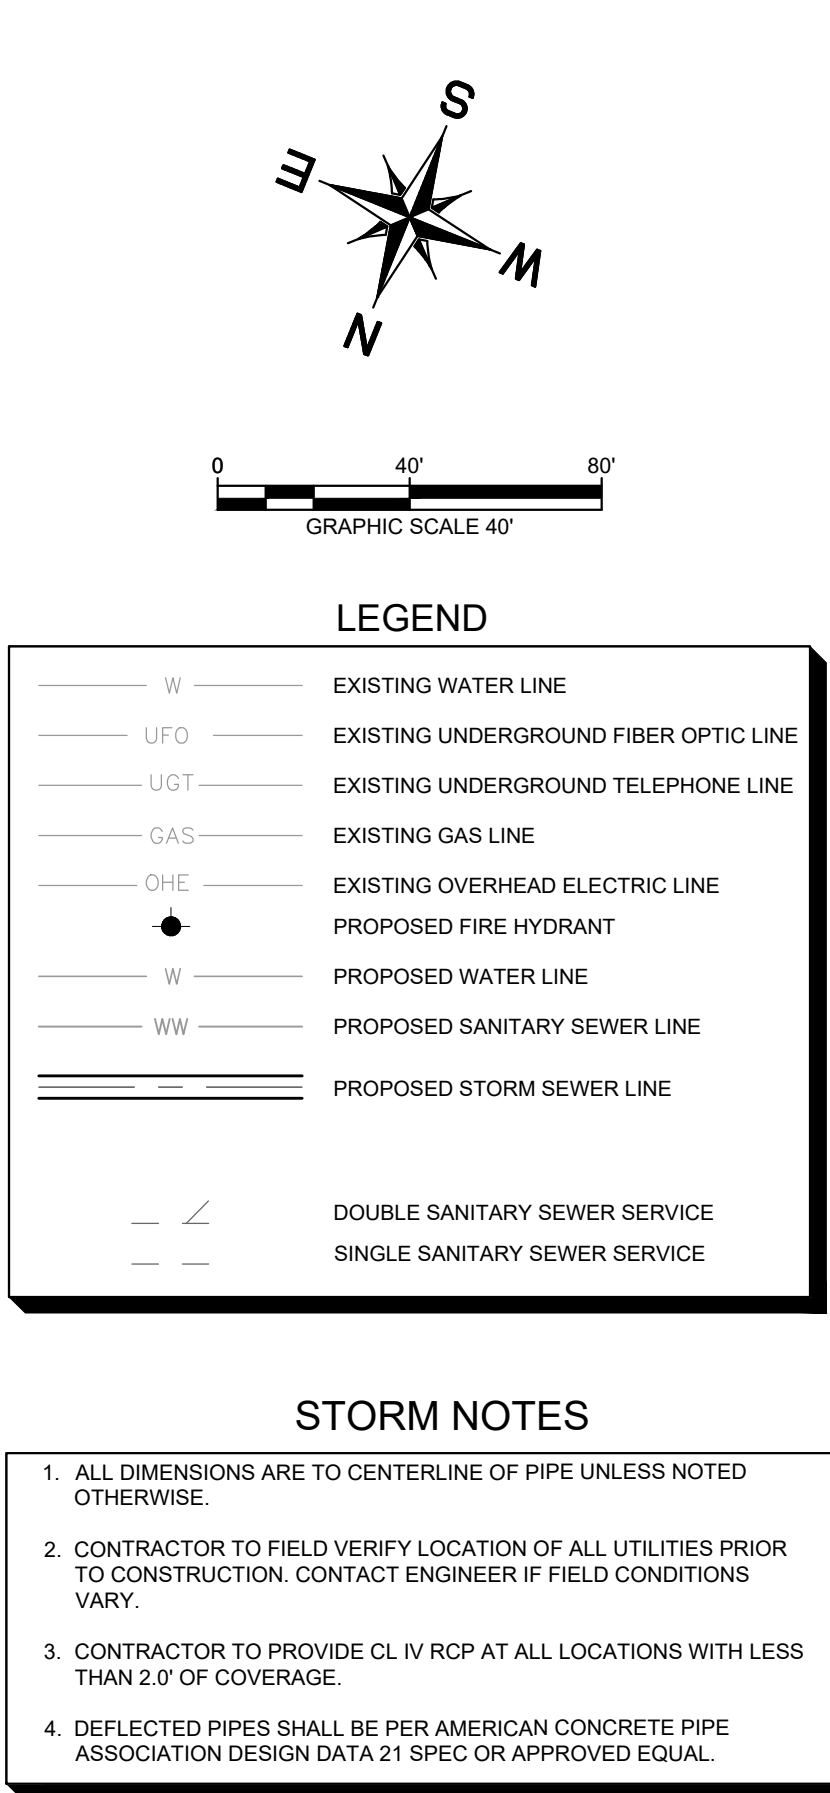 S
E
W
N
0 40' 80'
GRAPHIC SCALE 40'
LEGEND
W EXISTING WATER LINE
UFO EXISTING UNDERGROUND FIBER OPTIC LINE
UGT EXISTING UNDERGROUND TELEPHONE LINE
GAS EXISTING GAS LINE
OHE EXISTING OVERHEAD ELECTRIC LINE
PROPOSED FIRE HYDRANT
W PROPOSED WATER LINE
WW PROPOSED SANITARY SEWER LINE
PROPOSED STORM SEWER LINE
DOUBLE SANITARY SEWER SERVICE
SINGLE SANITARY SEWER SERVICE
STORM NOTES
1. ALL DIMENSIONS ARE TO CENTERLINE OF PIPE UNLESS NOTED
OTHERWISE.
2. CONTRACTOR TO FIELD VERIFY LOCATION OF ALL UTILITIES PRIOR
TO CONSTRUCTION. CONTACT ENGINEER IF FIELD CONDITIONS
VARY.
3. CONTRACTOR TO PROVIDE CL IV RCP AT ALL LOCATIONS WITH LESS
THAN 2.0' OF COVERAGE.
4. DEFLECTED PIPES SHALL BE PER AMERICAN CONCRETE PIPE
ASSOCIATION DESIGN DATA 21 SPEC OR APPROVED EQUAL.